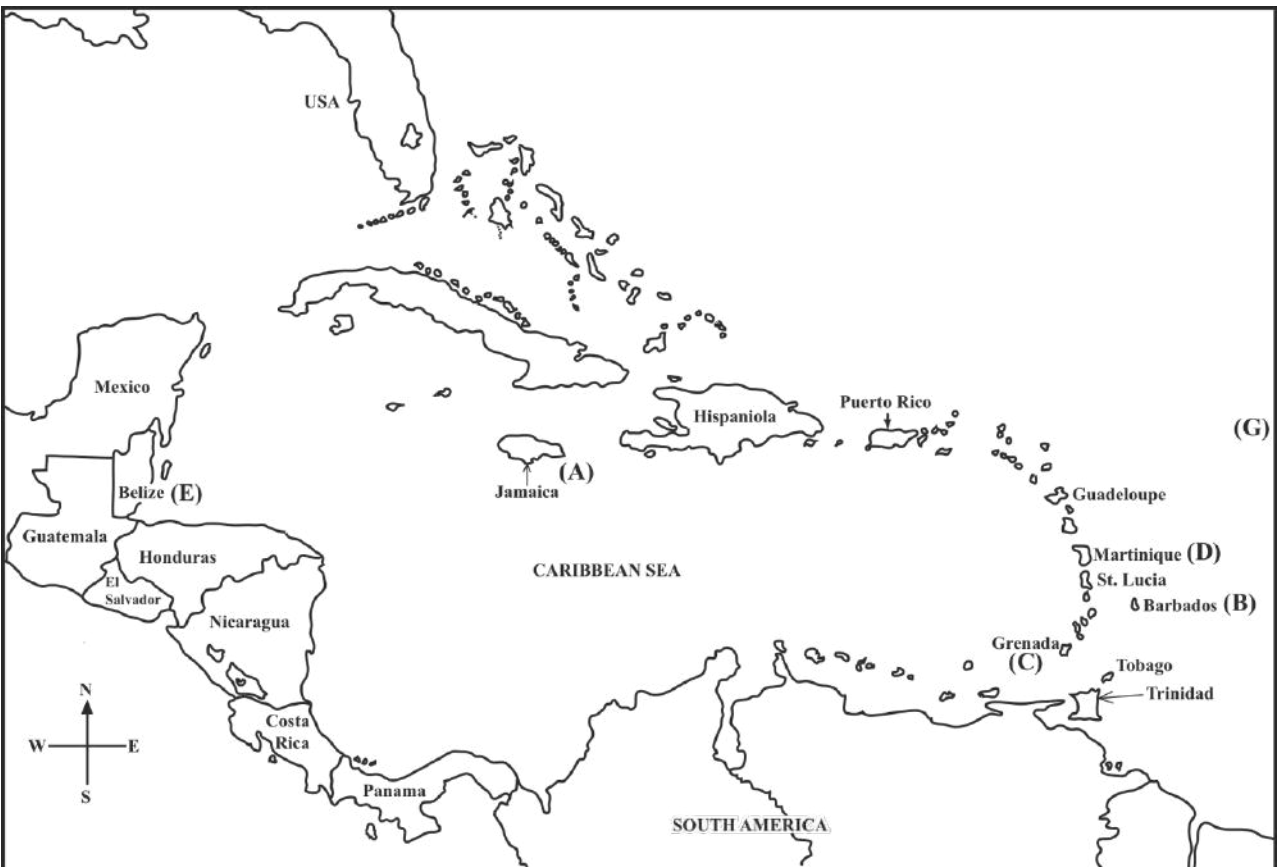 USA
Mexico
Hispaniola
Puerto Rico
(G)
(A)
Jamaica
Belize (E)
Guadeloupe
Guatemala
Honduras
Martinique (D)
CARIBBEAN SEA
St. Lucia
El
Salvador
Barbados (B)
Nicaragua
Grenada
(C)
Tobago
Trinidad
N
W E
S
Costa
Rica
Panama
SOUTH AMERICA